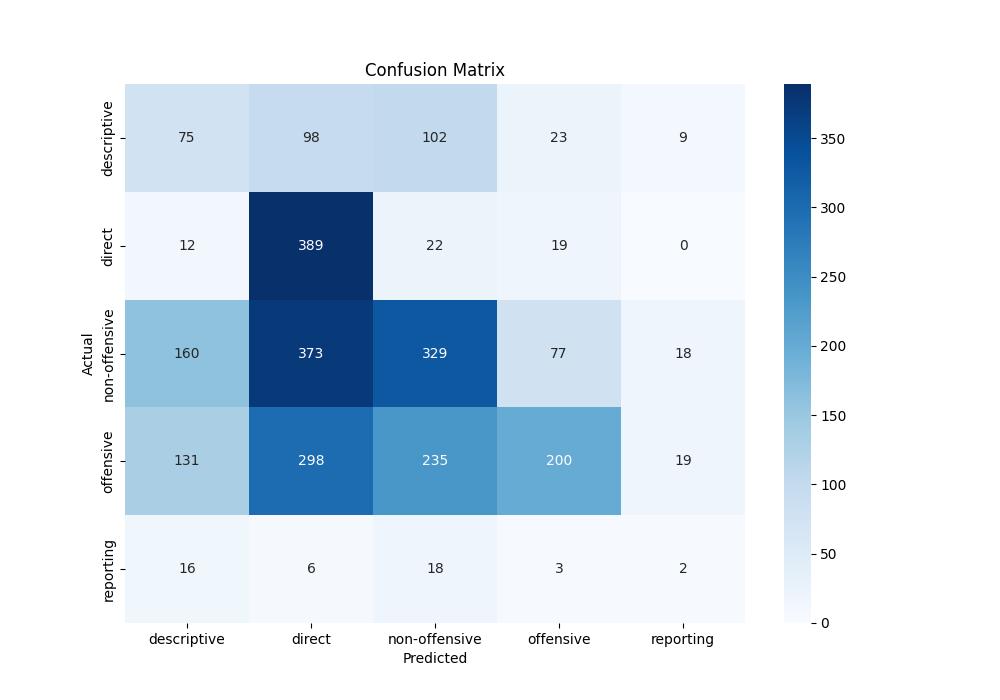 Confusion Matrix
Actual
descriptive 75 98 102 23 9
direct 12 389 22 19 0
non-offensive 160 373 329 77 18
offensive 131 298 235 200 19
reporting 16 6 18 3 2
descriptive direct non-offensive offensive reporting
Predicted
350
300
250
200
150
100
50
0